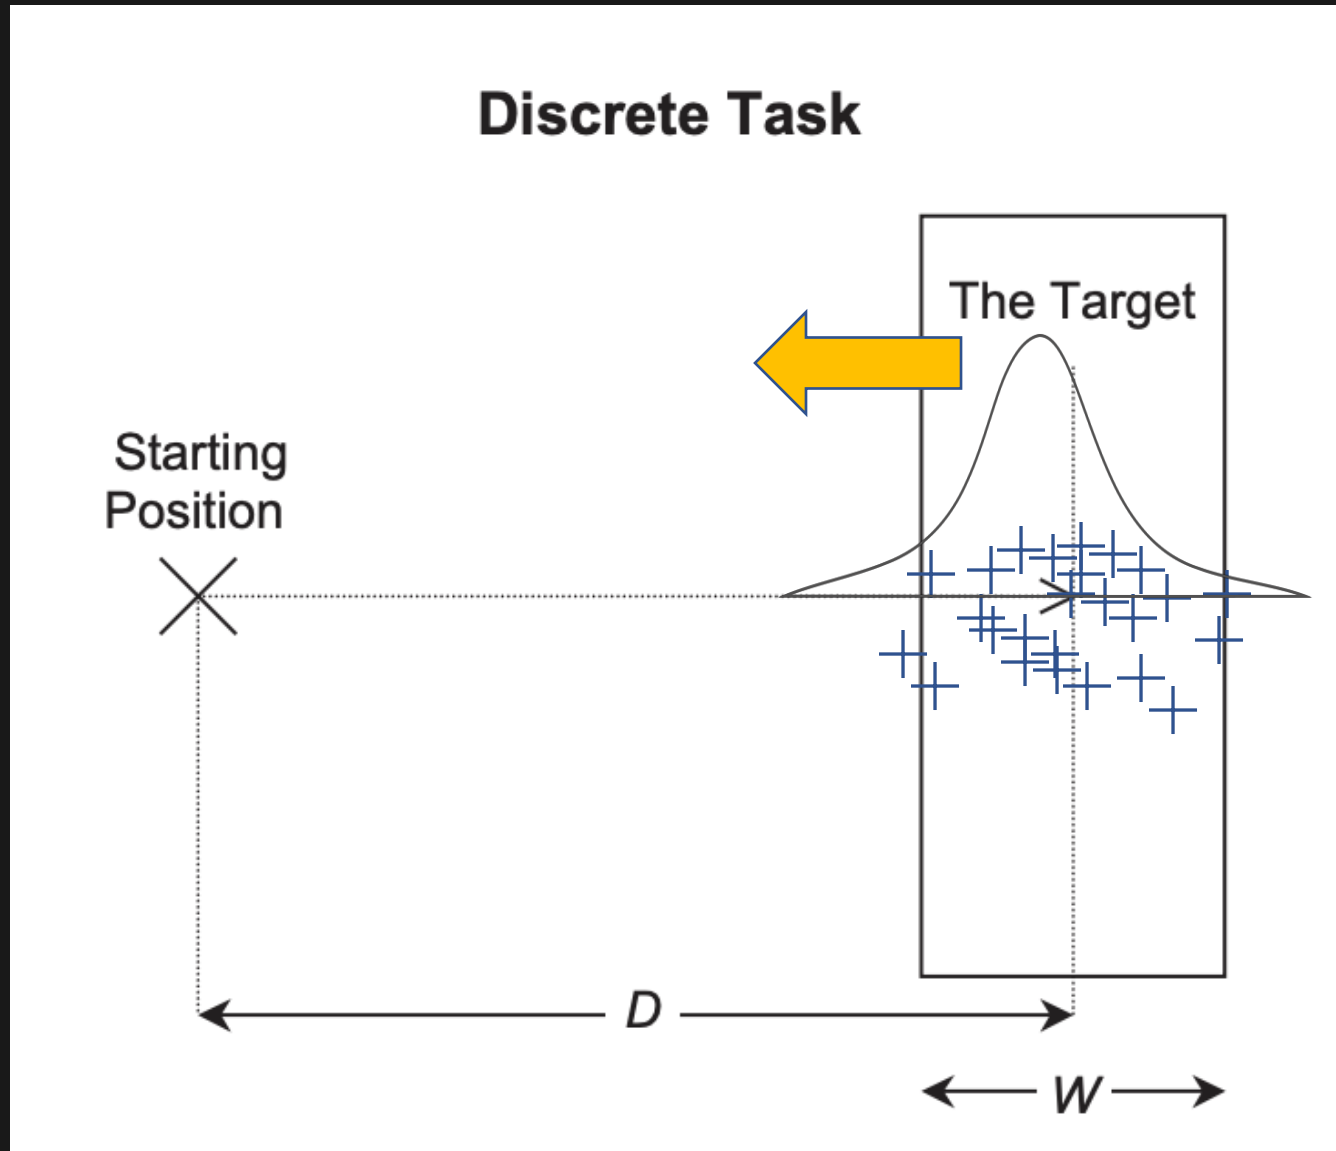 Discrete Task
The Target
Starting
Position
D
W